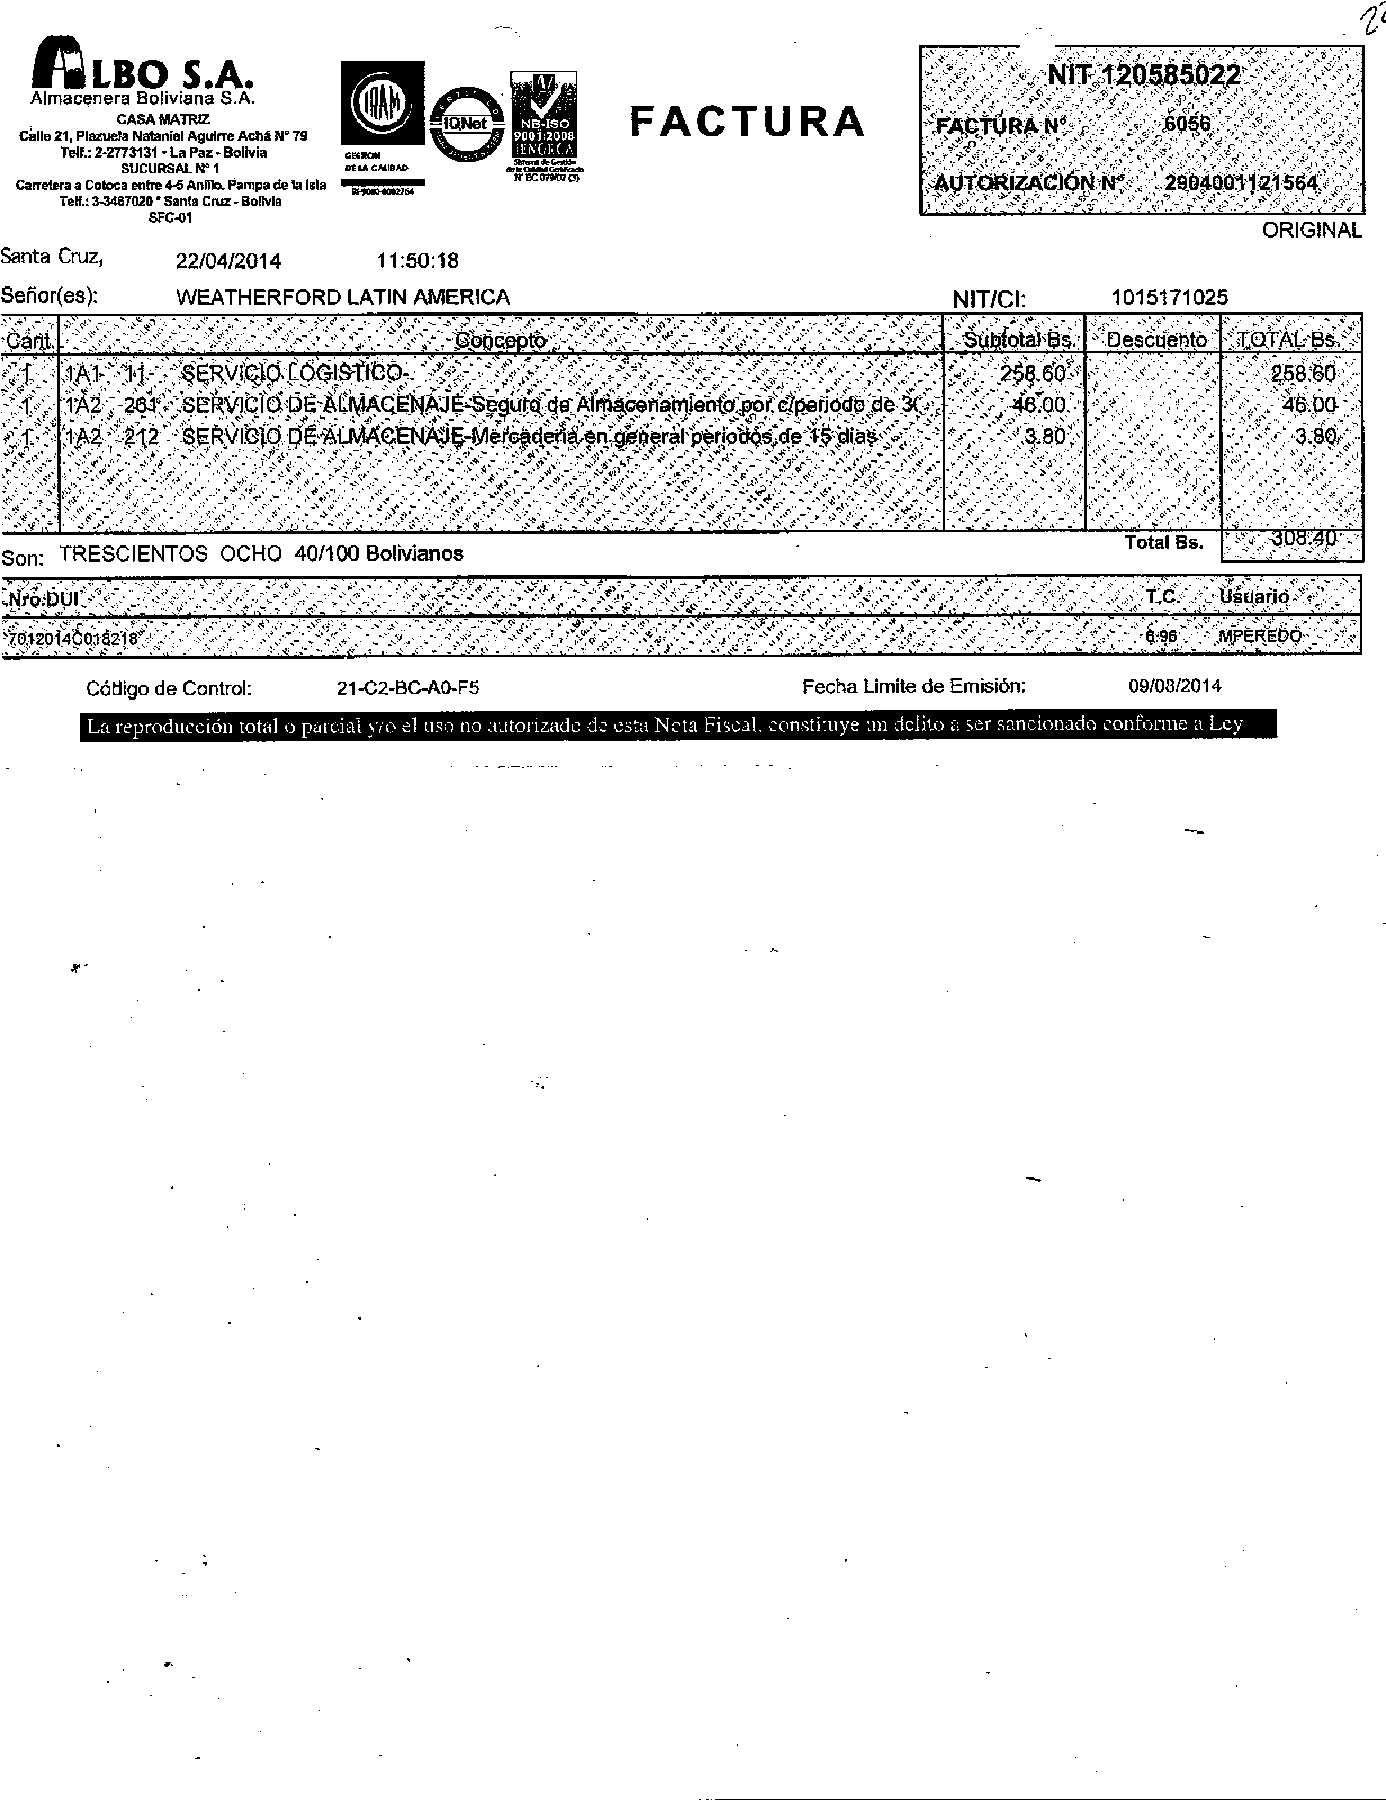 ALBO S.A.
Almacenera Boliviana S.A.
CASA MATRIZ
Calle 21, Plazuela Nataniel Aguirre Achá N° 79
Telf.: 2-2773131 - La Paz - Bolivia
SUCURSAL N° 1
Carretera a Cotoca entre 4-5 Anillo. Pampa de la Isla
Telf.: 3-3487020 * Santa Cruz - Bolivia
SFC-01
IRAM
GESTION
DE LA CALIDAD
IQNet
NB-ISO
9001:2008
IBNORCA
FACTURA
NIT 120585022
FACTURA N° 6056
AUTORIZACIÓN N° 2904001121564
ORIGINAL
Santa Cruz, 22/04/2014 11:50:18
Señor(es): WEATHERFORD LATIN AMERICA NIT/CI: 1015171025
Cant. Concepto Subtotal Bs. Descuento TOTAL Bs.
1 1A1- 11- SERVICIO LOGISTICO- 258.60 258.60
1 1A2 261 SERVICIO DE ALMACENAJE-Seguro de Almacenamiento por c/periodo de 3( 46.00 46.00
1 1A2 212 SERVICIO DE ALMACENAJE-Mercadería en general periodos de 15 dias 3.80 3.80
Total Bs. 308.40
Son: TRESCIENTOS OCHO 40/100 Bolivianos
Nro.DUI T.C. Usuario
7012014C018218 6.96 MPEREDO
Código de Control: 21-C2-BC-A0-F5 Fecha Limite de Emisión: 09/08/2014
La reproducción total o parcial y/o el uso no autorizado de esta Nota Fiscal, constituye un delito a ser sancionado conforme a Ley